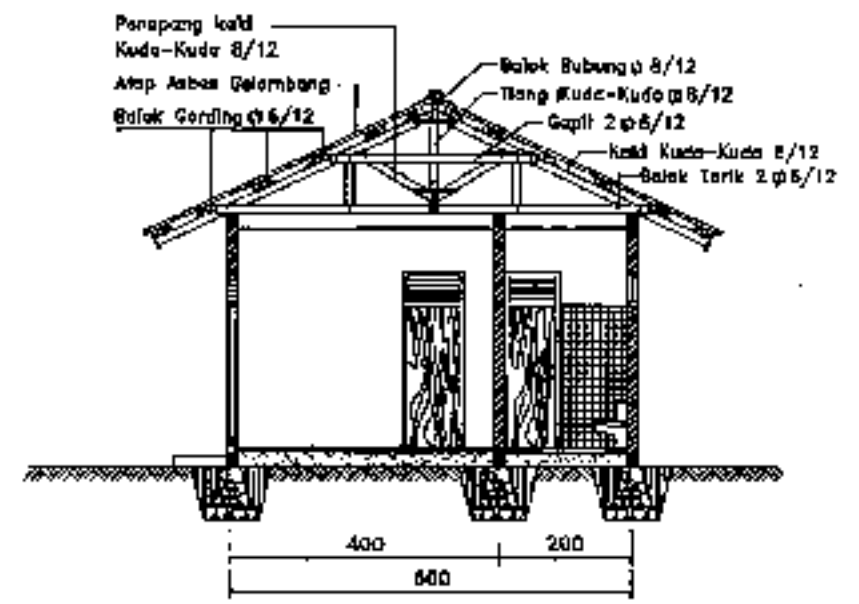 Penapang kaki
Kuda-Kuda 8/12
Atap Asbes Gelombang
Balok Gording φ 6/12
Balok Bubung φ 8/12
Tiang Kuda-Kuda φ 8/12
Gapit 2 φ 6/12
Kaki Kuda-Kuda 8/12
Balok Tarik 2 φ 6/12
400
200
600